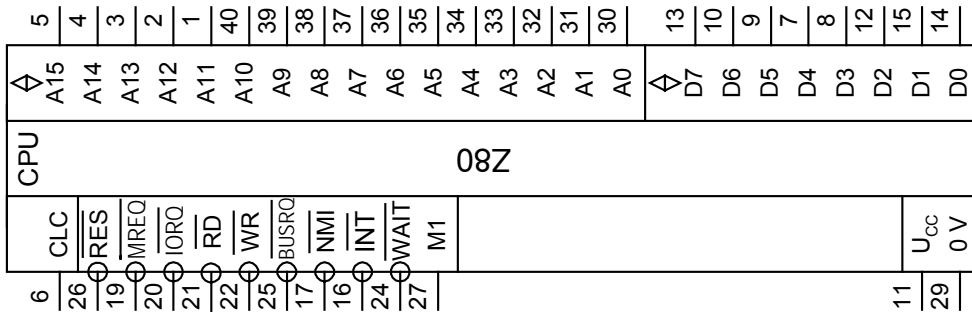 5 4 3 2 1 40 39 38 37 36 35 34 33 32 31 30 13 10 9 7 8 12 15 14
A15 A14 A13 A12 A11 A10 A9 A8 A7 A6 A5 A4 A3 A2 A1 A0 D7 D6 D5 D4 D3 D2 D1 D0
CPU Z80
CLC RES MREQ IORQ RD WR BUSRQ NMI INT WAIT M1 UCC 0 V
6 26 19 20 21 22 25 17 16 24 27 11 29